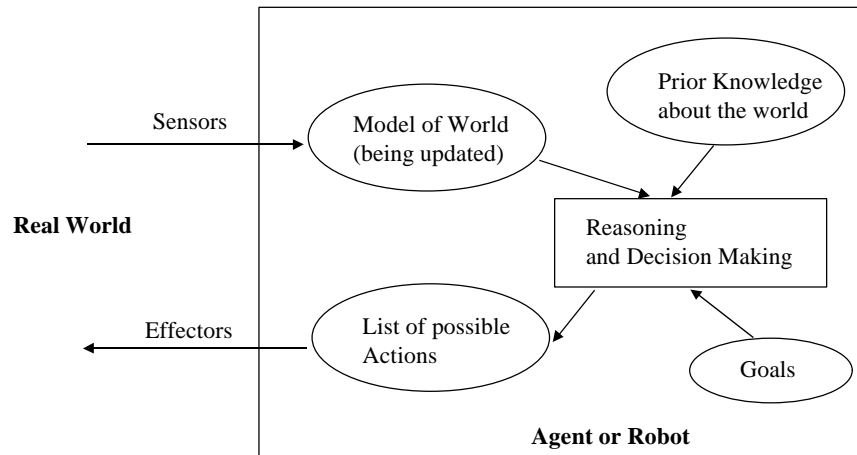 Prior Knowledge
about the world
Sensors
Model of World
(being updated)
Real World
Reasoning
and Decision Making
Effectors
List of possible
Actions
Goals
Agent or Robot